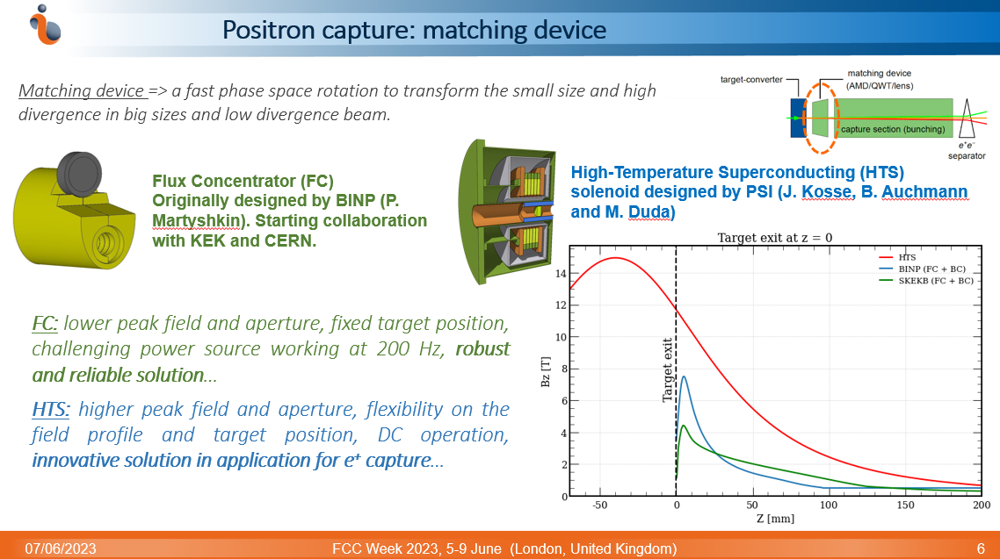 Positron capture: matching device
Matching device => a fast phase space rotation to transform the small size and high
divergence in big sizes and low divergence beam.
target-converter
matching device
(AMD/QWT/lens)
capture section (bunching)
e⁺e⁻
separator
Flux Concentrator (FC)
Originally designed by BINP (P.
Martyshkin). Starting collaboration
with KEK and CERN.
High-Temperature Superconducting (HTS)
solenoid designed by PSI (J. Kosse, B. Auchmann
and M. Duda)
FC: lower peak field and aperture, fixed target position,
challenging power source working at 200 Hz, robust
and reliable solution...
HTS: higher peak field and aperture, flexibility on the
field profile and target position, DC operation,
innovative solution in application for e⁺ capture...
Target exit at z = 0
HTS
BINP (FC + BC)
SKEKB (FC + BC)
Target exit
Bz [T]
14
12
10
8
6
4
2
0
-50 0 50 100 150 200
Z [mm]
07/06/2023 FCC Week 2023, 5-9 June (London, United Kingdom) 6